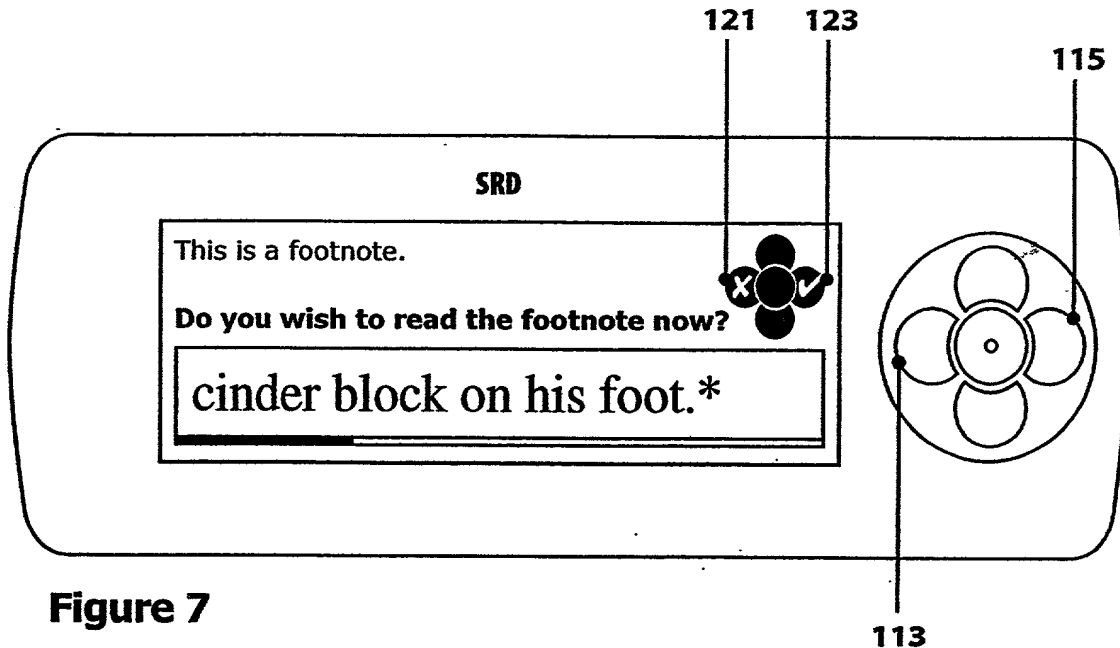 121 123
115
SRD
This is a footnote.
Do you wish to read the footnote now?
cinder block on his foot.*
Figure 7
113